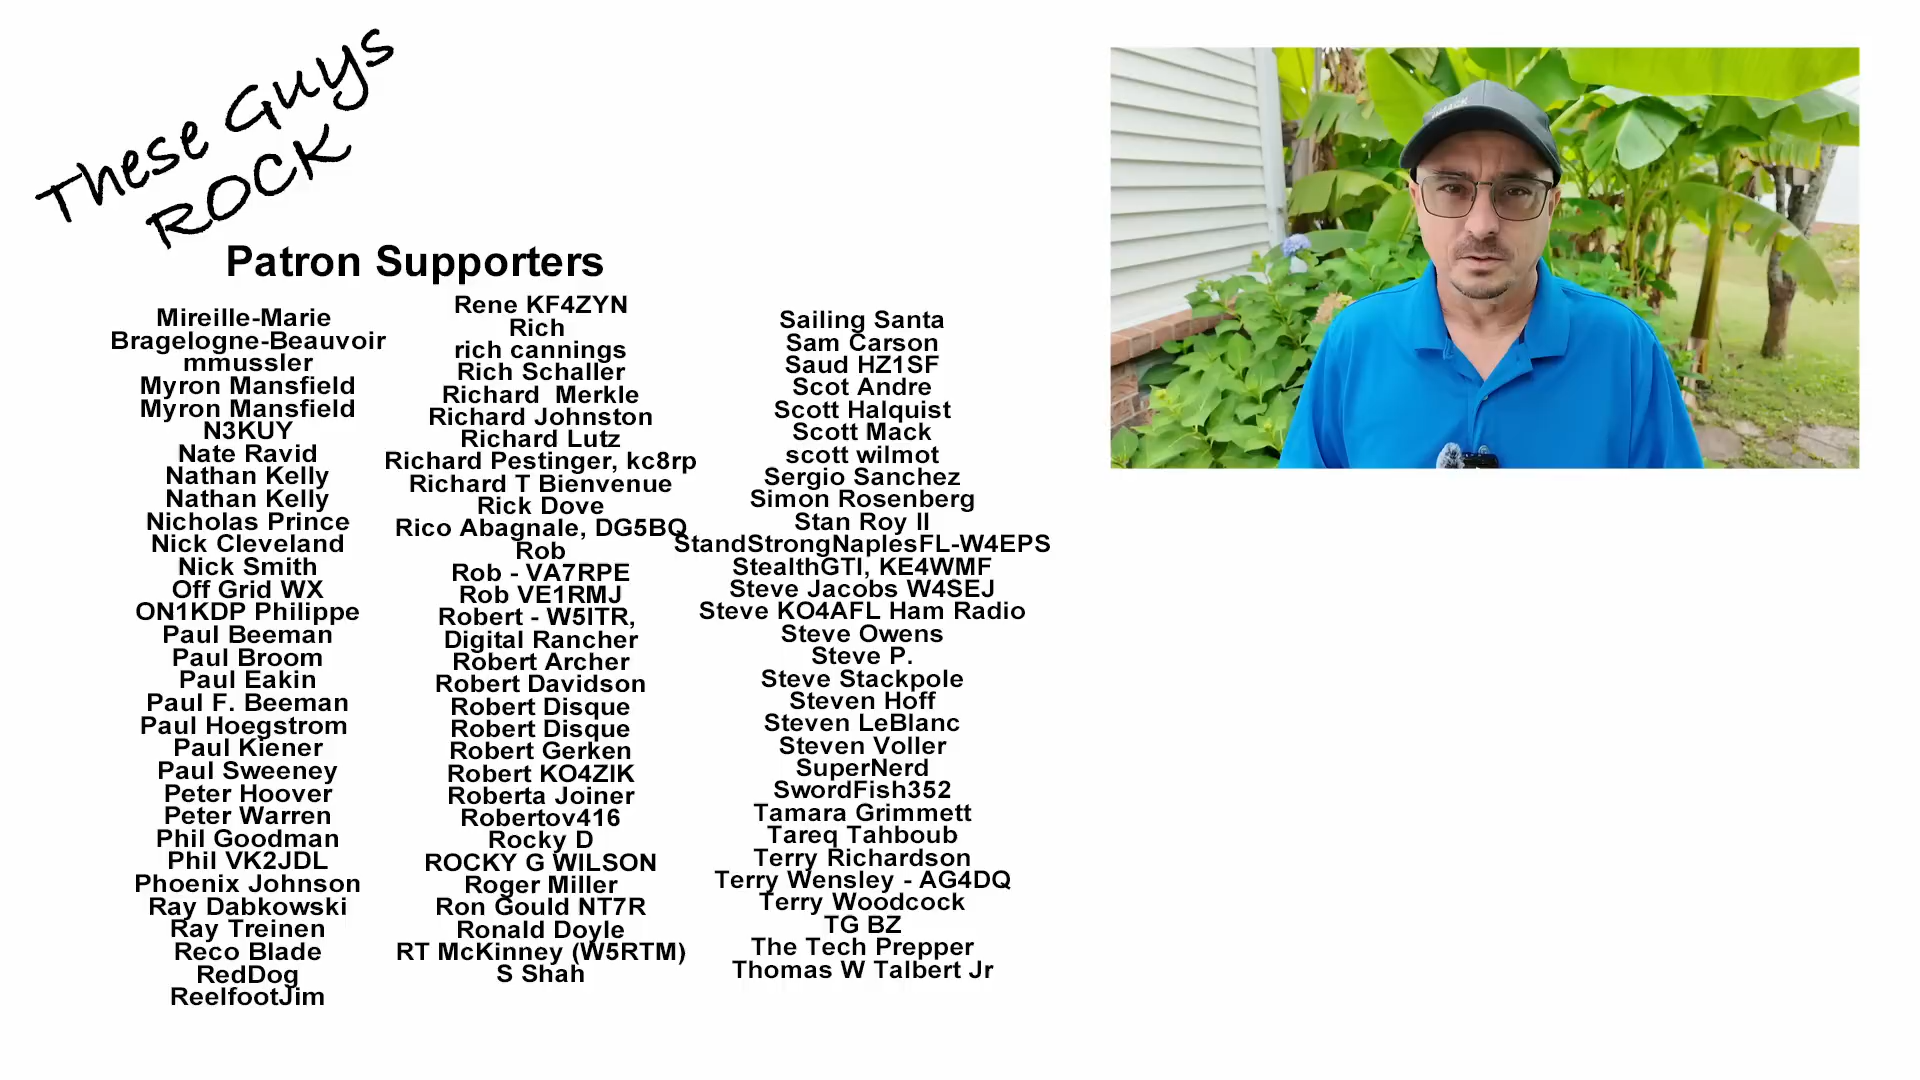 These Guys
ROCK
Patron Supporters
Mireille-Marie
Bragelogne-Beauvoir
mmussler
Myron Mansfield
Myron Mansfield
N3KUY
Nate Ravid
Nathan Kelly
Nathan Kelly
Nicholas Prince
Nick Cleveland
Nick Smith
Off Grid WX
ON1KDP Philippe
Paul Beeman
Paul Broom
Paul Eakin
Paul F. Beeman
Paul Hoegstrom
Paul Kiener
Paul Sweeney
Peter Hoover
Peter Warren
Phil Goodman
Phil VK2JDL
Phoenix Johnson
Ray Dabkowski
Ray Treinen
Reco Blade
RedDog
ReelfootJim
Rene KF4ZYN
Rich
rich cannings
Rich Schaller
Richard  Merkle
Richard Johnston
Richard Lutz
Richard Pestinger, kc8rp
Richard T Bienvenue
Rick Dove
Rico Abagnale, DG5BQ
Rob
Rob - VA7RPE
Rob VE1RMJ
Robert - W5ITR,
Digital Rancher
Robert Archer
Robert Davidson
Robert Disque
Robert Disque
Robert Gerken
Robert KO4ZIK
Roberta Joiner
Robertov416
Rocky D
ROCKY G WILSON
Roger Miller
Ron Gould NT7R
Ronald Doyle
RT McKinney (W5RTM)
S Shah
Sailing Santa
Sam Carson
Saud HZ1SF
Scot Andre
Scott Halquist
Scott Mack
scott wilmot
Sergio Sanchez
Simon Rosenberg
Stan Roy II
StandStrongNaplesFL-W4EPS
StealthGTI, KE4WMF
Steve Jacobs W4SEJ
Steve KO4AFL Ham Radio
Steve Owens
Steve P.
Steve Stackpole
Steven Hoff
Steven LeBlanc
Steven Voller
SuperNerd
SwordFish352
Tamara Grimmett
Tareq Tahboub
Terry Richardson
Terry Wensley - AG4DQ
Terry Woodcock
TG BZ
The Tech Prepper
Thomas W Talbert Jr